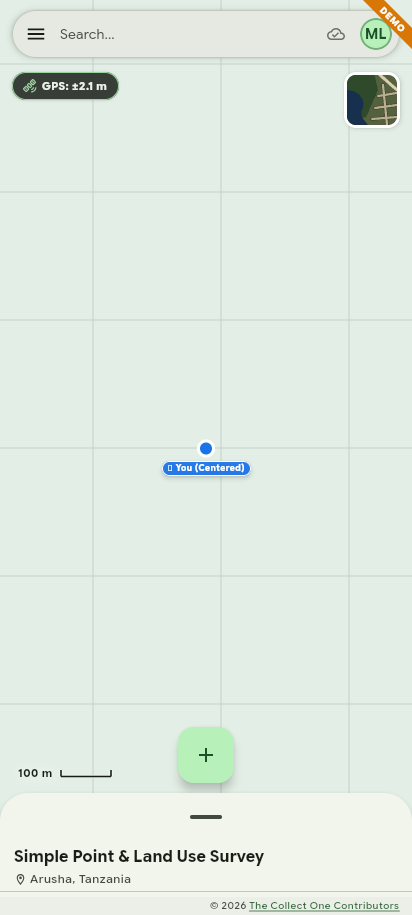 Search...
ML
DEMO
GPS: ±2.1 m
You (Centered)
+
100 m
Simple Point & Land Use Survey
Arusha, Tanzania
© 2026 The Collect One Contributors